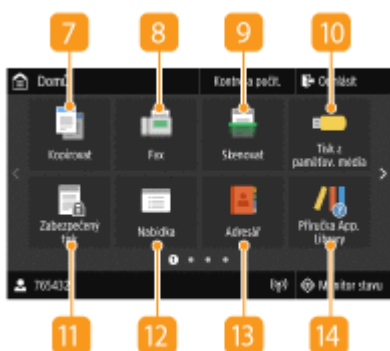 7 8 9 10
Domů Kontrola počít. Odhlásit
Kopírovat Fax Skenovat Tisk z
paměťov. média
Zabezpečený
tisk Nabídka Adresář Příručka App.
Library
765432 Monitor stavu
11 12 13 14